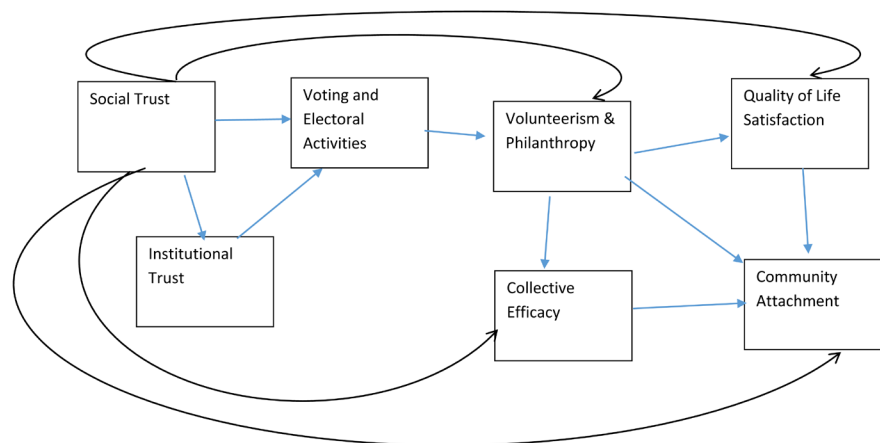 Social Trust
Voting and
Electoral
Activities
Volunteerism &
Philanthropy
Quality of Life
Satisfaction
Institutional
Trust
Collective
Efficacy
Community
Attachment